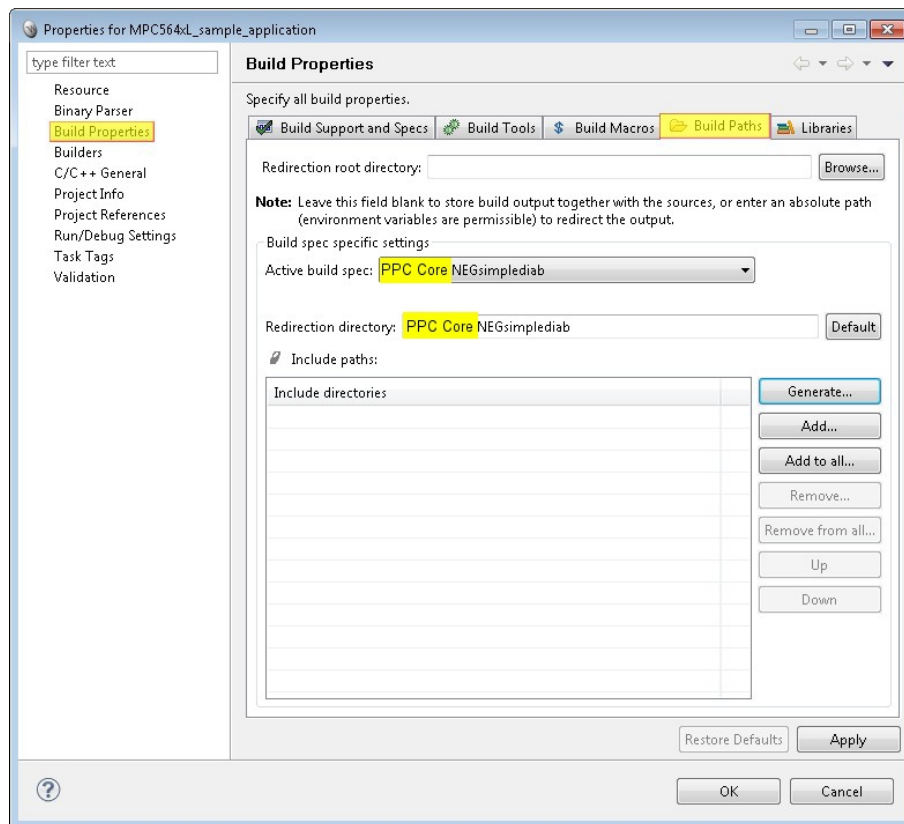 Properties for MPC564xL_sample_application
type filter text
Resource
Binary Parser
Build Properties
Builders
C/C++ General
Project Info
Project References
Run/Debug Settings
Task Tags
Validation
Build Properties
Specify all build properties.
Build Support and Specs Build Tools $ Build Macros Build Paths Libraries
Redirection root directory: Browse...
Note: Leave this field blank to store build output together with the sources, or enter an absolute path
(environment variables are permissible) to redirect the output.
Build spec specific settings
Active build spec: PPC Core NEGsimplediab
Redirection directory: PPC Core NEGsimplediab Default
Include paths:
Include directories
Generate...
Add...
Add to all...
Remove...
Remove from all...
Up
Down
Restore Defaults Apply
? OK Cancel